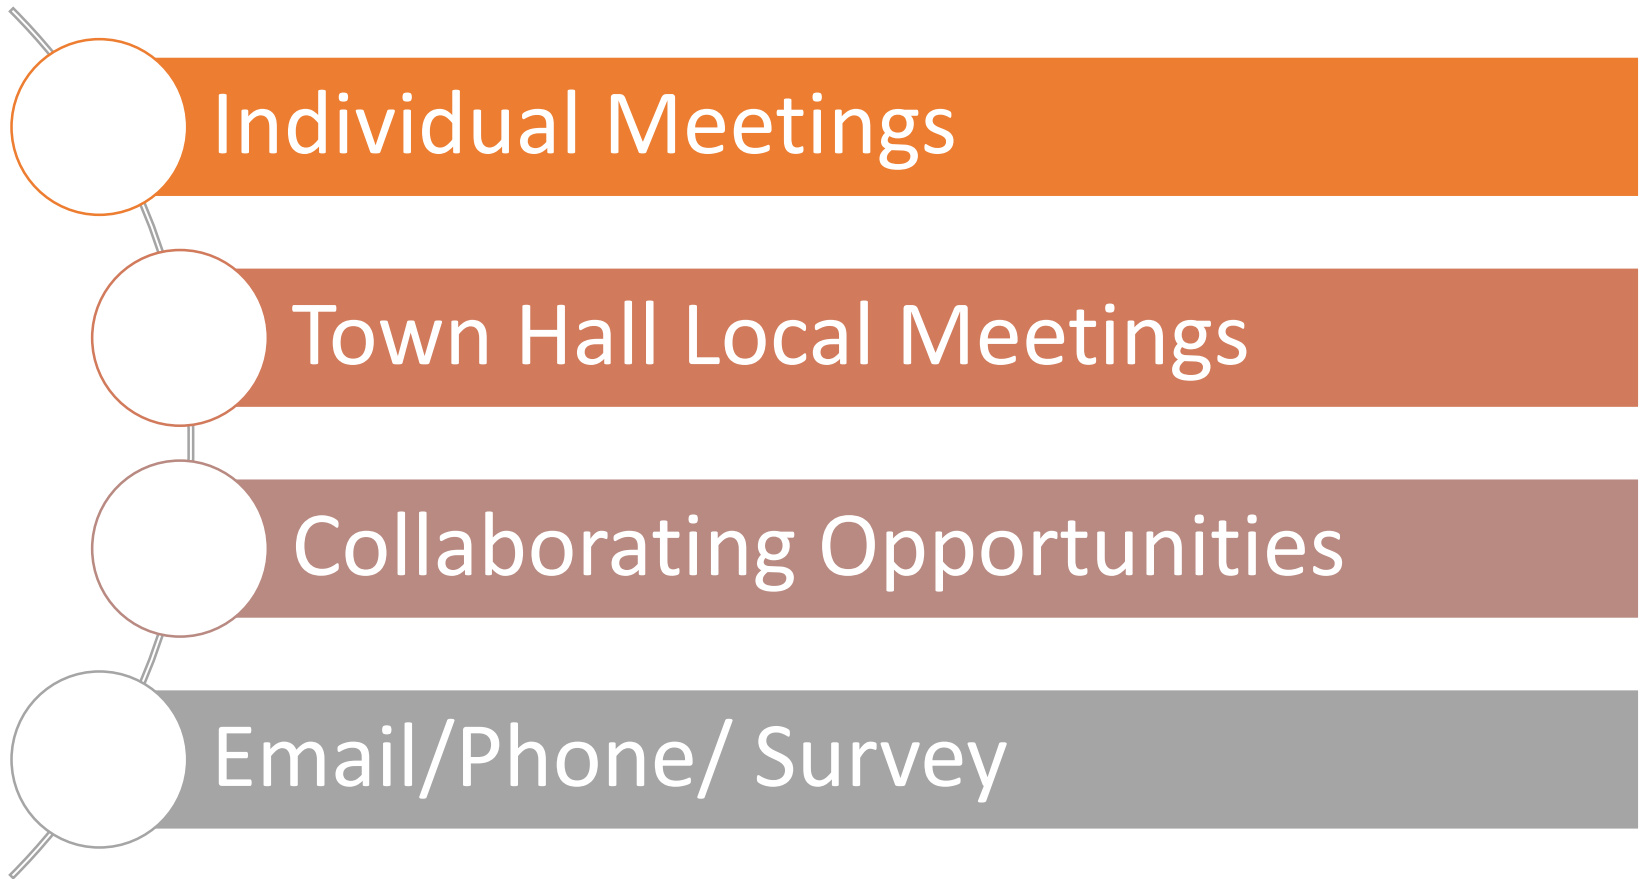 Individual Meetings
Town Hall Local Meetings
Collaborating Opportunities
Email/Phone/ Survey